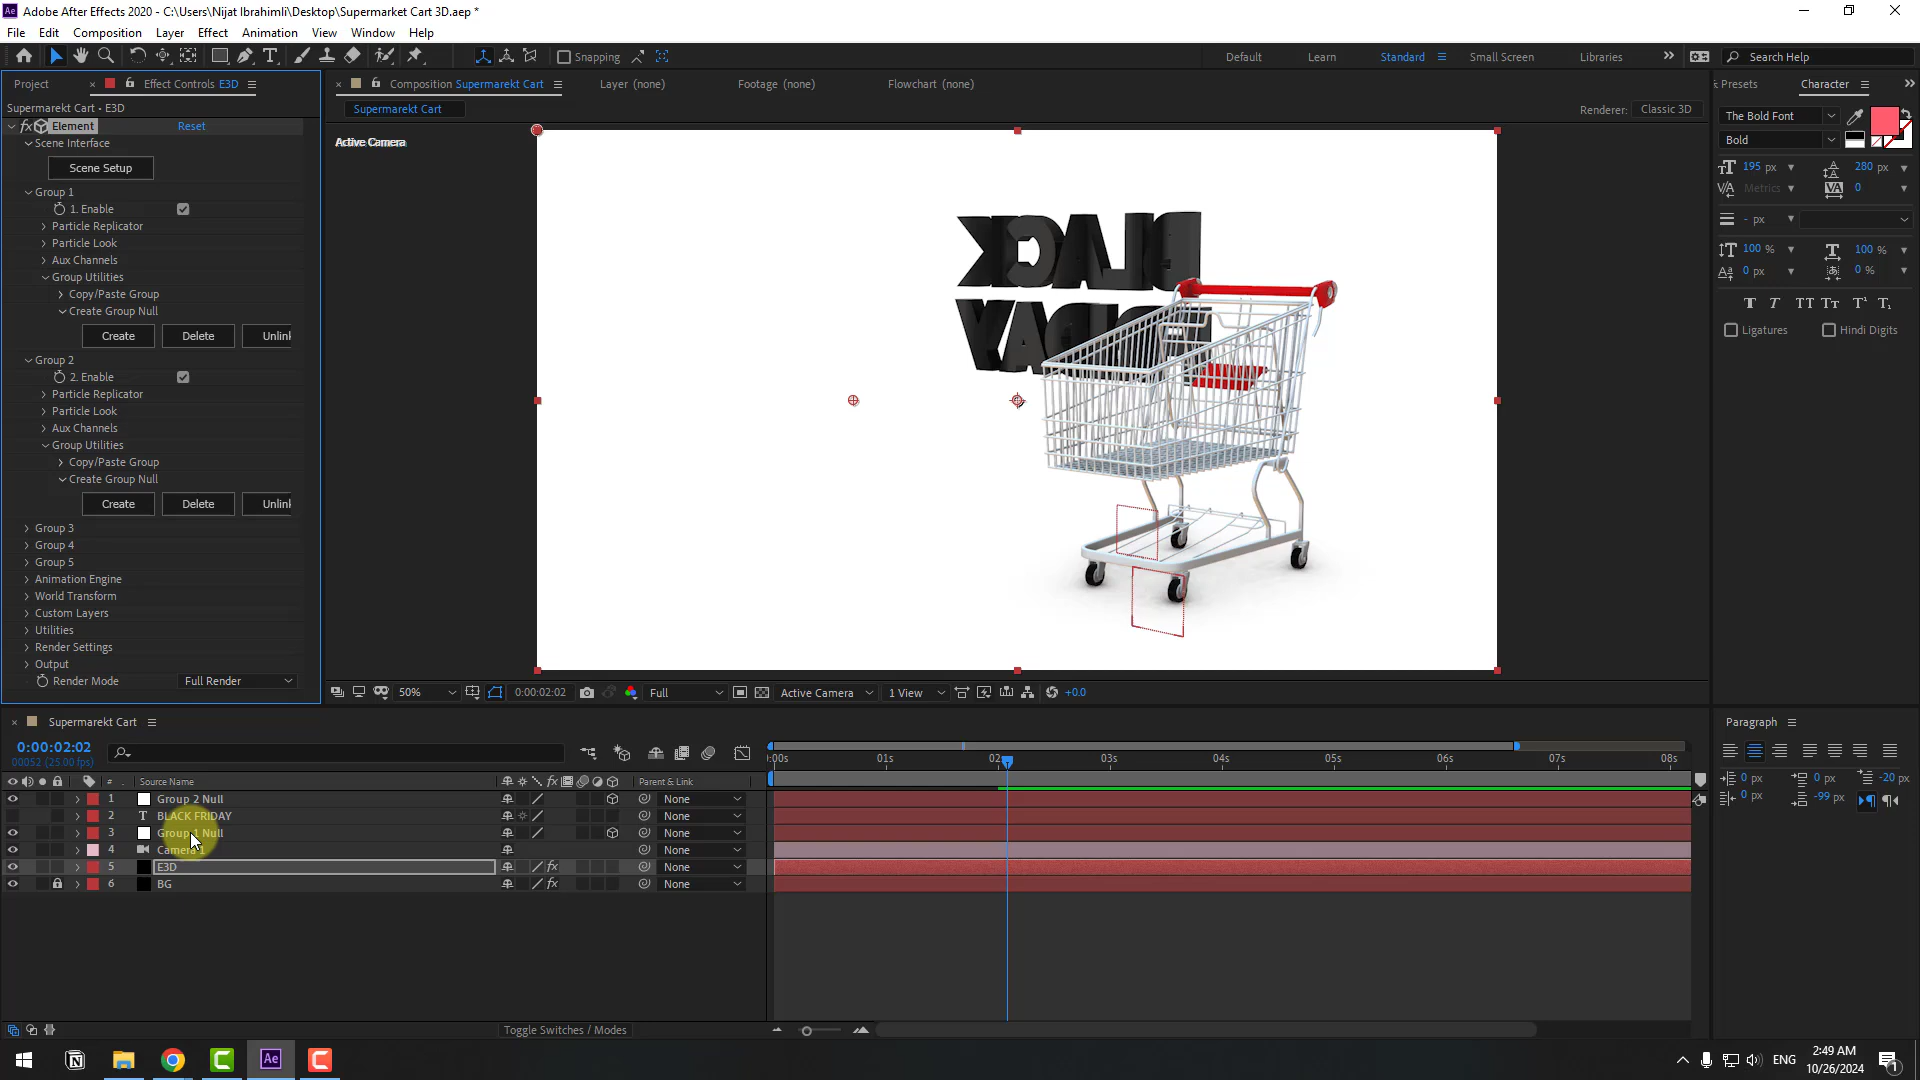 Adobe After Effects 2020 - C:\Users\Nijat Ibrahimli\Desktop\Supermarket Cart 3D.aep *
File Edit Composition Layer Effect Animation View Window Help
Snapping
Default Learn Standard Small Screen Libraries
Search Help
Project Effect Controls E3D
Composition Supermarekt Cart
Layer (none) Footage (none) Flowchart (none)
Presets Character
Supermarekt Cart • E3D
Supermarekt Cart
Renderer: Classic 3D
Element Reset
Scene Interface
Scene Setup
Group 1
1. Enable
Particle Replicator
Particle Look
Aux Channels
Group Utilities
Copy/Paste Group
Create Group Null
Create Delete Unlink
Group 2
2. Enable
Particle Replicator
Particle Look
Aux Channels
Group Utilities
Copy/Paste Group
Create Group Null
Create Delete Unlink
Group 3
Group 4
Group 5
Animation Engine
World Transform
Custom Layers
Utilities
Render Settings
Output
Render Mode Full Render
Active Camera
BLACK
FRIDAY
50% 0:00:02:02 Full Active Camera 1 View +0.0
The Bold Font
Bold
195 px 280 px
Metrics 0
- px
100 % 100 %
0 px 0 %
T T TT Tt T¹ T₁
Ligatures Hindi Digits
Paragraph
0 px 0 px -20 px
0 px -99 px
Supermarekt Cart
0:00:02:02
00052 (25.00 fps)
# Source Name Parent & Link
1 Group 2 Null None
2 BLACK FRIDAY None
3 Group 1 Null None
4 Camera 1 None
5 E3D None
6 BG None
:00s 01s 02s 03s 04s 05s 06s 07s 08s
Toggle Switches / Modes
ENG
2:49 AM
10/26/2024
1